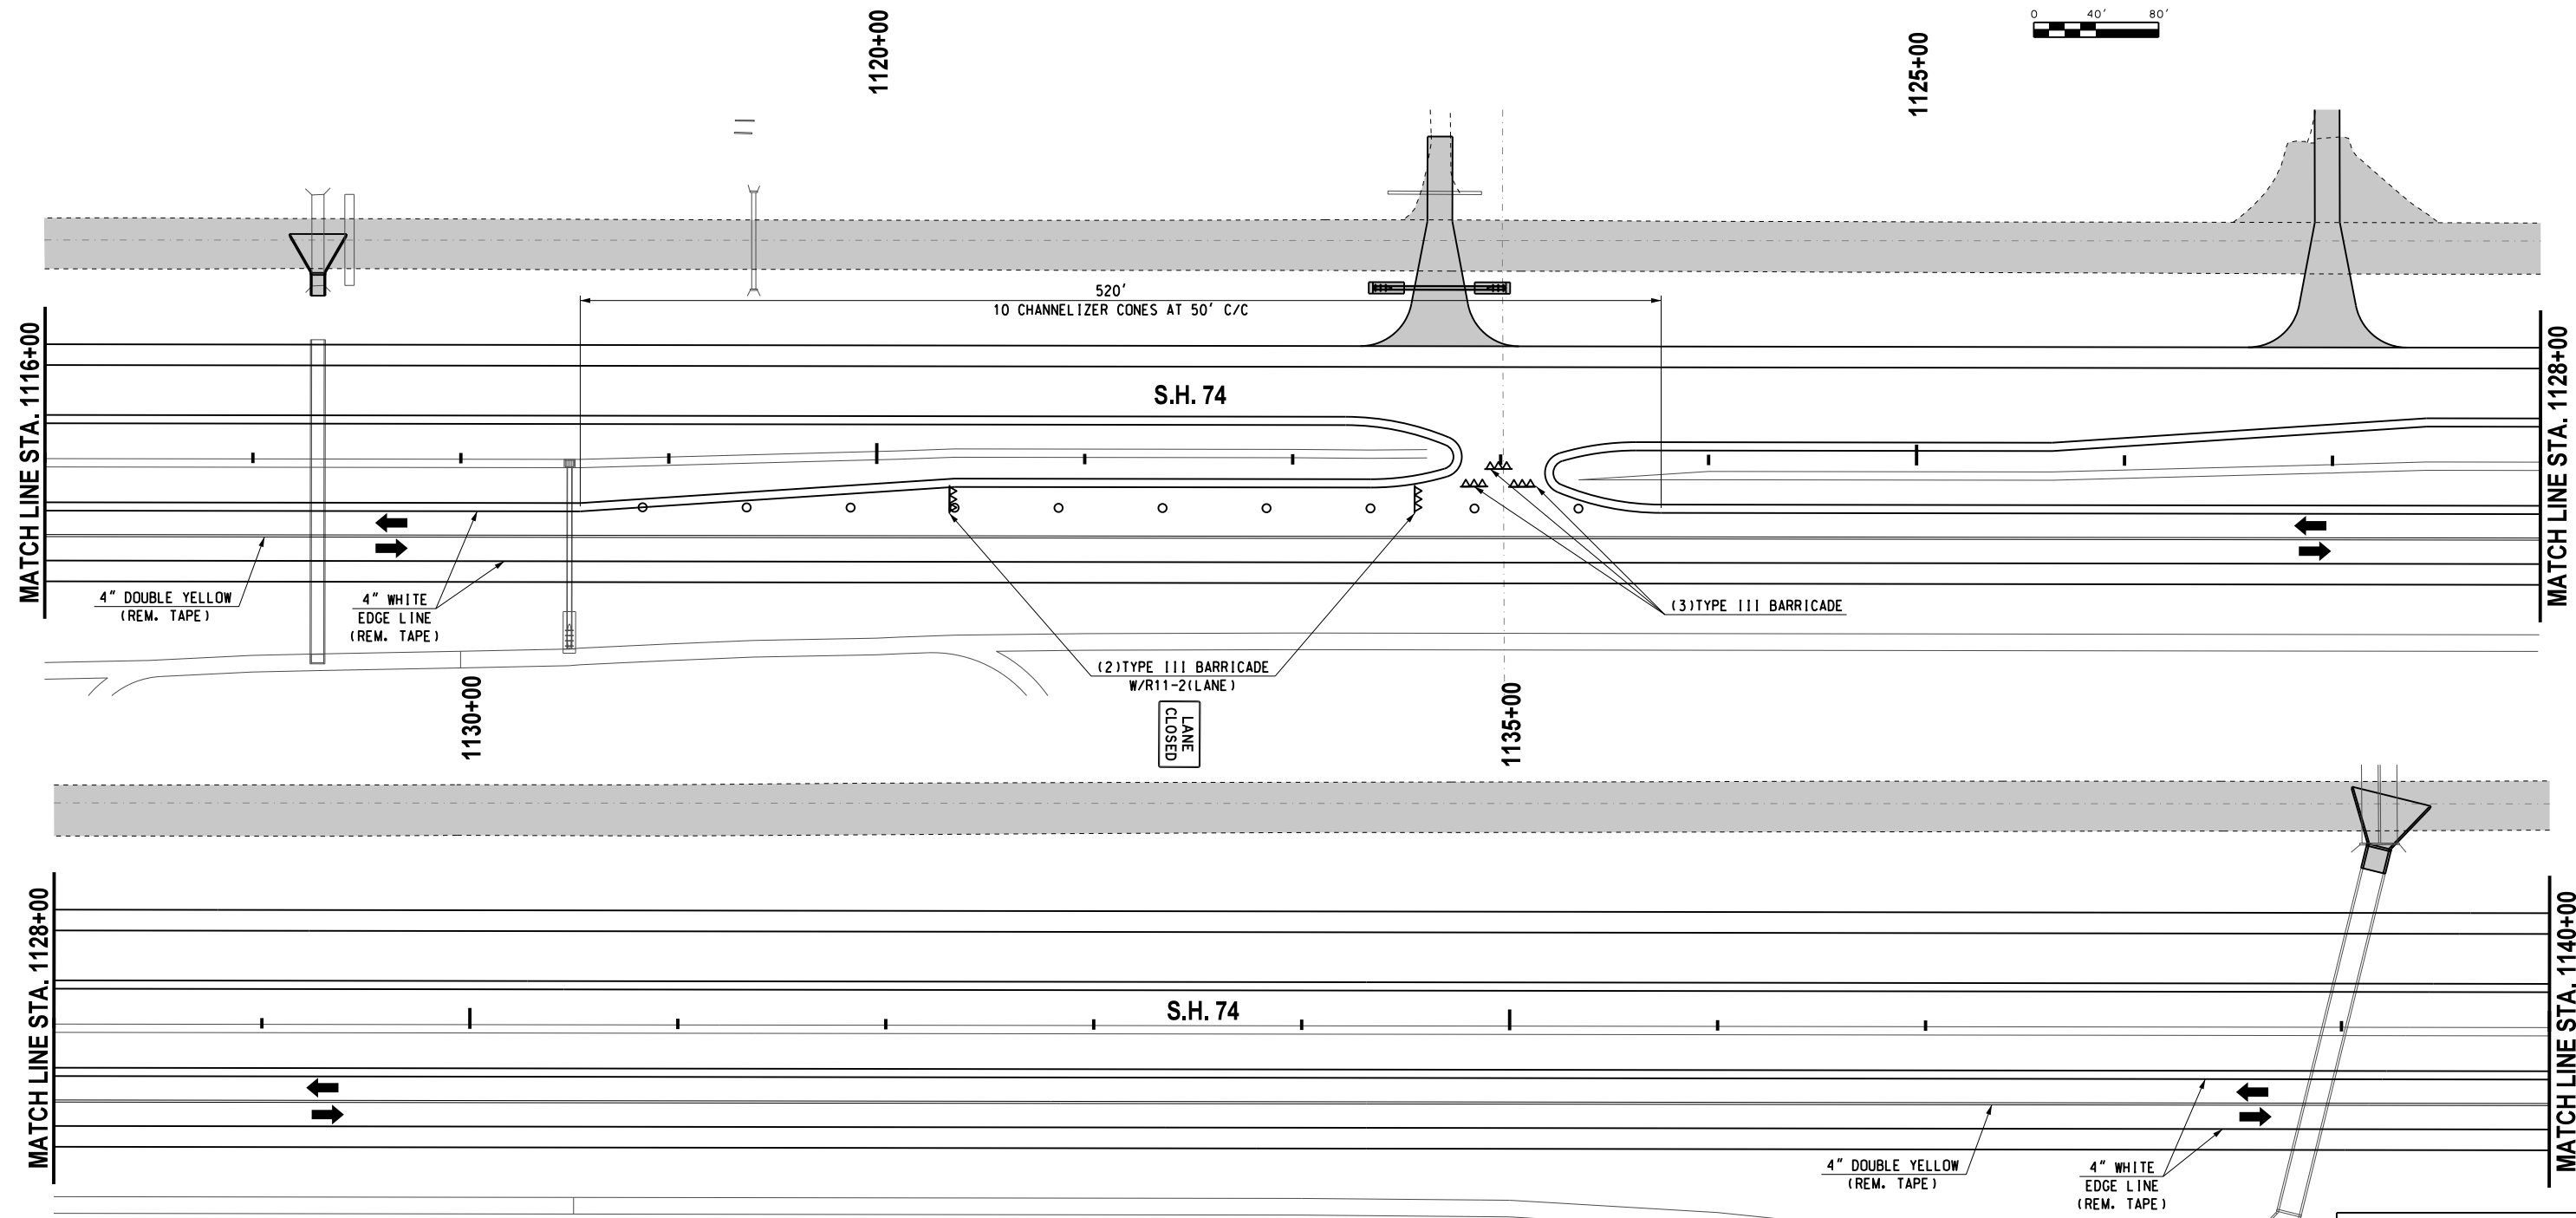 0 40' 80'
1120+00
1125+00
520'
10 CHANNELIZER CONES AT 50' C/C
MATCH LINE STA. 1116+00
S.H. 74
MATCH LINE STA. 1128+00
4" DOUBLE YELLOW
(REM. TAPE)
4" WHITE
EDGE LINE
(REM. TAPE)
(3)TYPE III BARRICADE
(2)TYPE III BARRICADE
W/R11-2(LANE)
LANE
CLOSED
1130+00
1135+00
MATCH LINE STA. 1128+00
S.H. 74
MATCH LINE STA. 1140+00
4" DOUBLE YELLOW
(REM. TAPE)
4" WHITE
EDGE LINE
(REM. TAPE)